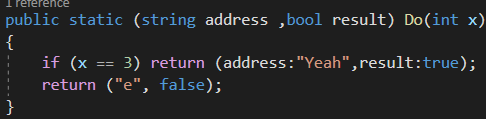 1 reference
public static (string address ,bool result) Do(int x)
{
if (x == 3) return (address:"Yeah",result:true);
return ("e", false);
}